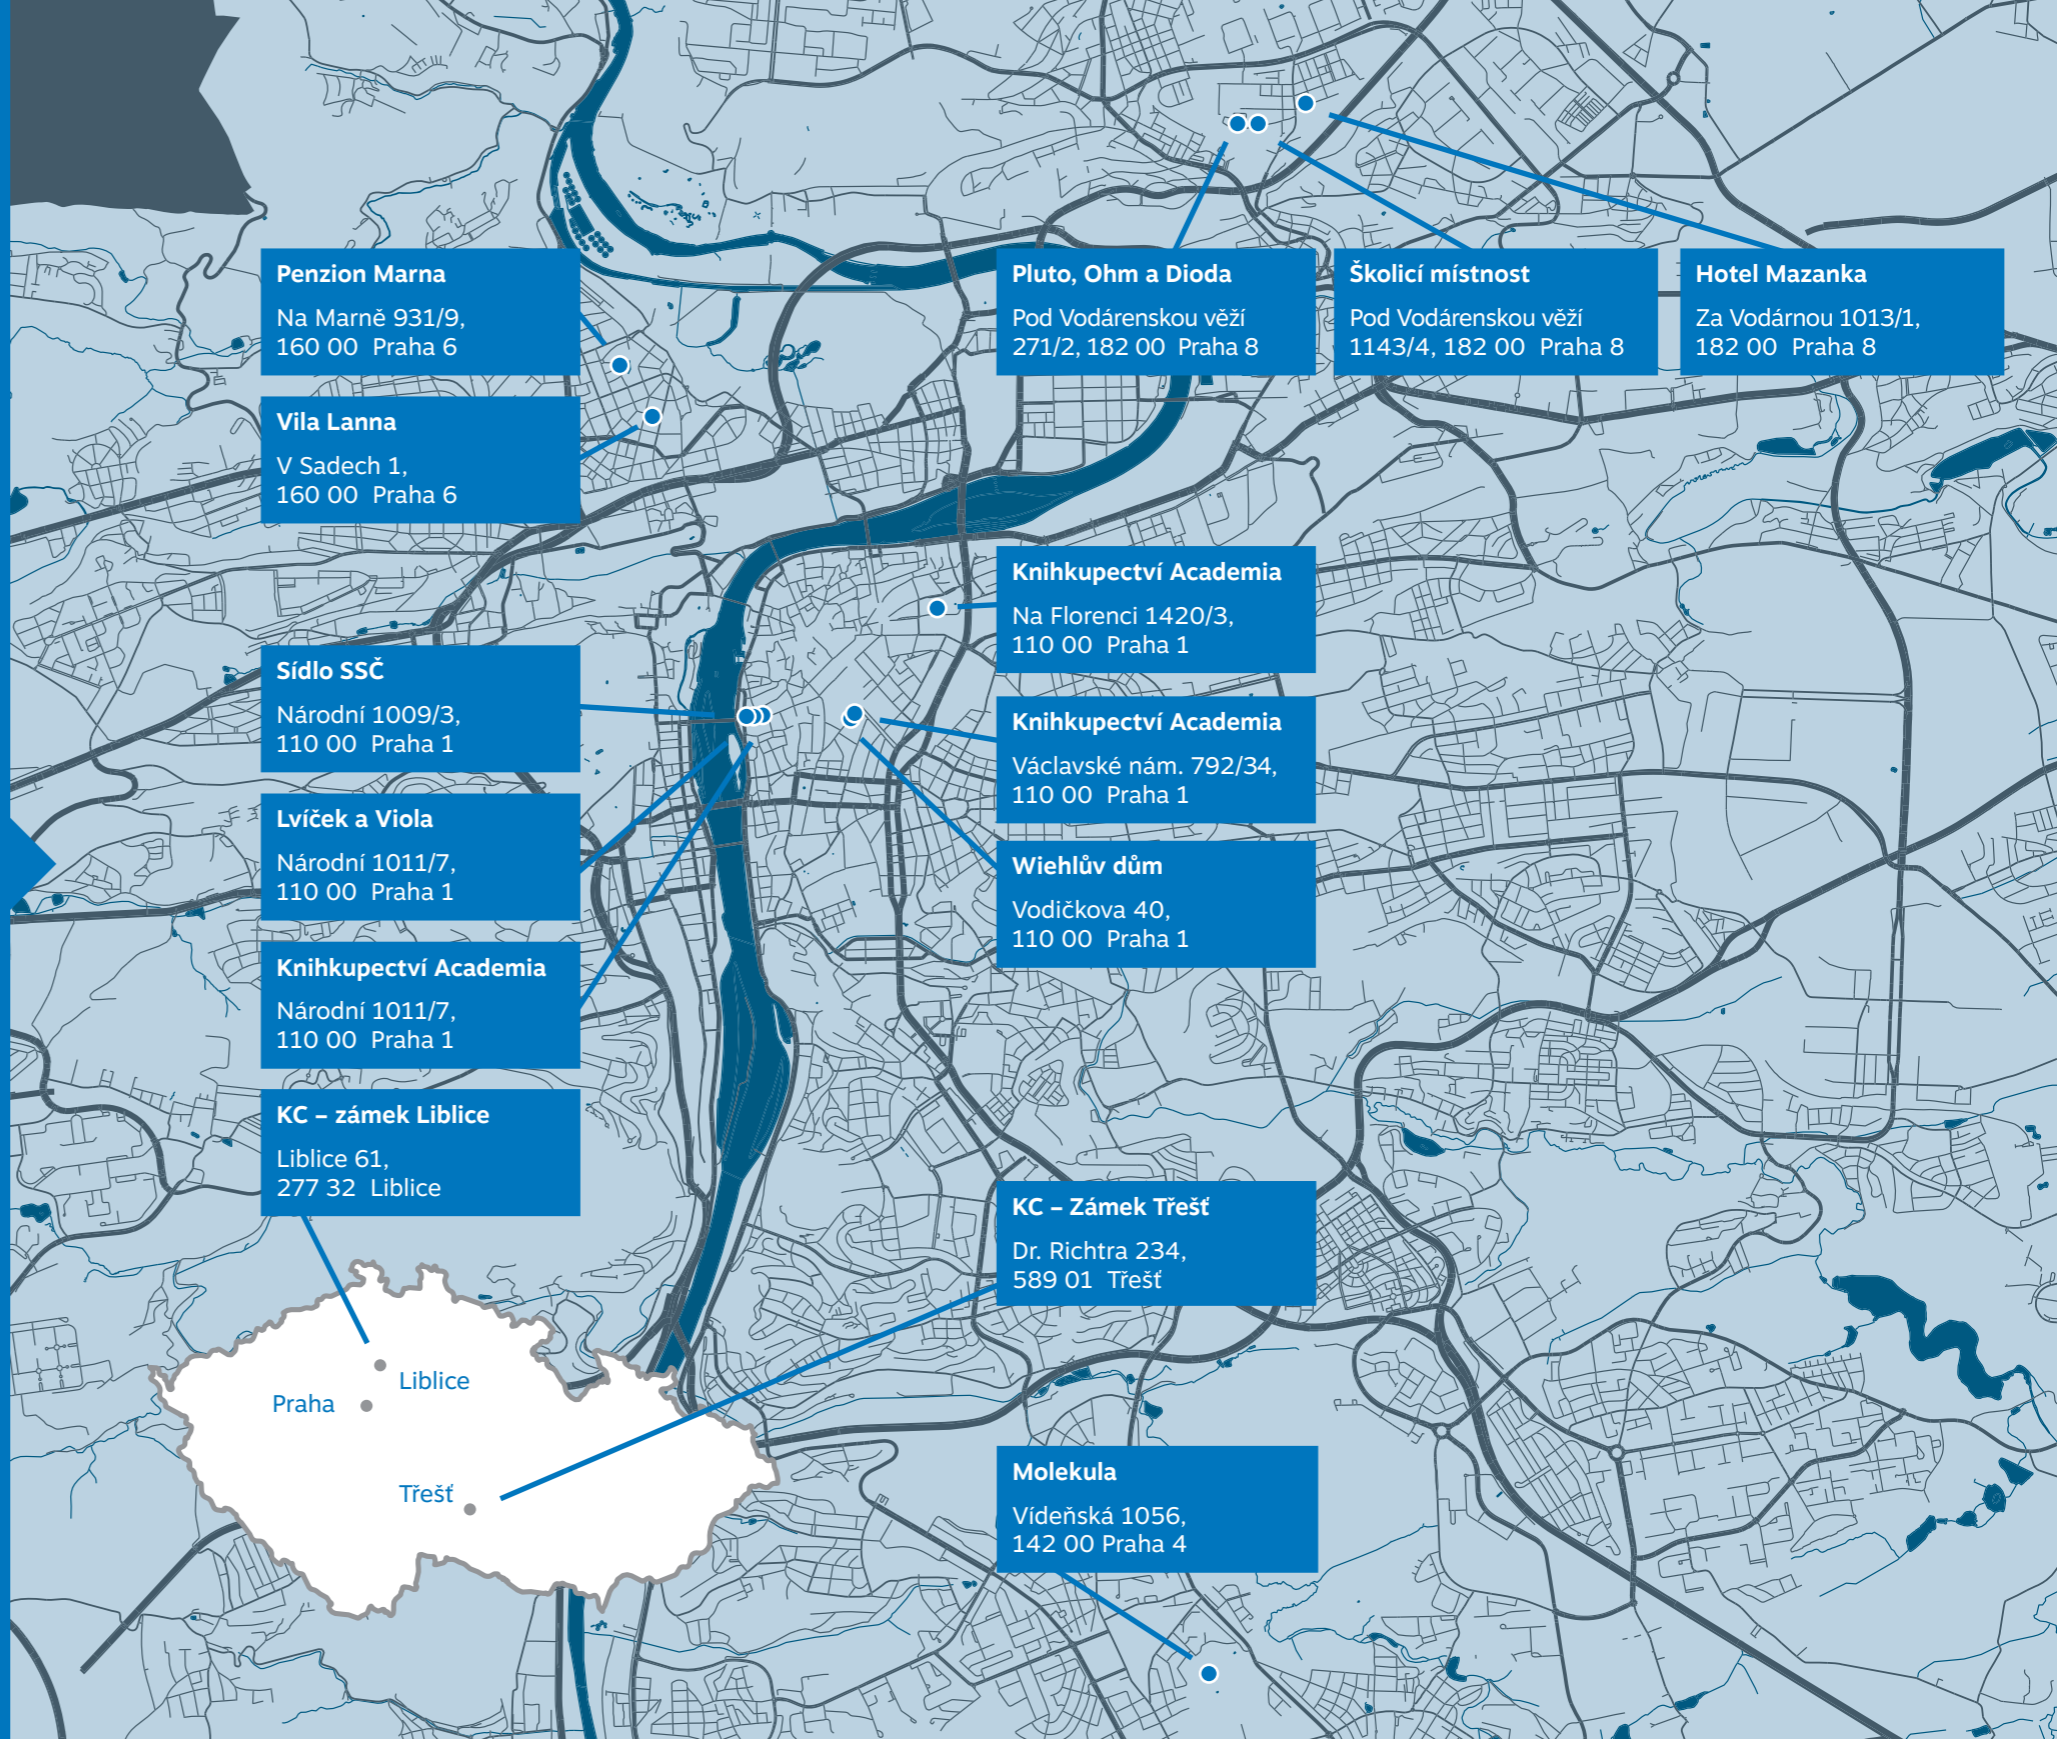 Penzion Marna
Na Marně 931/9,
160 00 Praha 6
Vila Lanna
V Sadech 1,
160 00 Praha 6
Pluto, Ohm a Dioda
Pod Vodárenskou věží
271/2, 182 00 Praha 8
Školicí místnost
Pod Vodárenskou věží
1143/4, 182 00 Praha 8
Hotel Mazanka
Za Vodárnou 1013/1,
182 00 Praha 8
Knihkupectví Academia
Na Florenci 1420/3,
110 00 Praha 1
Sídlo SSČ
Národní 1009/3,
110 00 Praha 1
Knihkupectví Academia
Václavské nám. 792/34,
110 00 Praha 1
Lvíček a Viola
Národní 1011/7,
110 00 Praha 1
Wiehlův dům
Vodičkova 40,
110 00 Praha 1
Knihkupectví Academia
Národní 1011/7,
110 00 Praha 1
KC – zámek Liblice
Liblice 61,
277 32 Liblice
KC – Zámek Třešť
Dr. Richtra 234,
589 01 Třešť
Liblice
Praha
Třešť
Molekula
Vídeňská 1056,
142 00 Praha 4